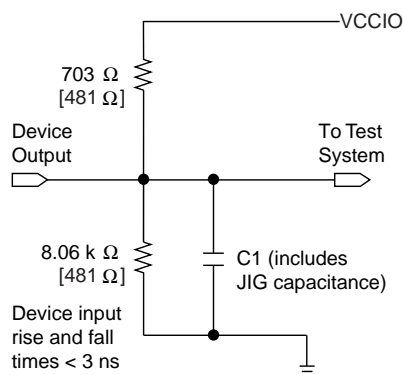 VCCIO
703 Ω
[481 Ω]
Device
Output
To Test
System
8.06 k Ω
[481 Ω]
C1 (includes
JIG capacitance)
Device input
rise and fall
times < 3 ns